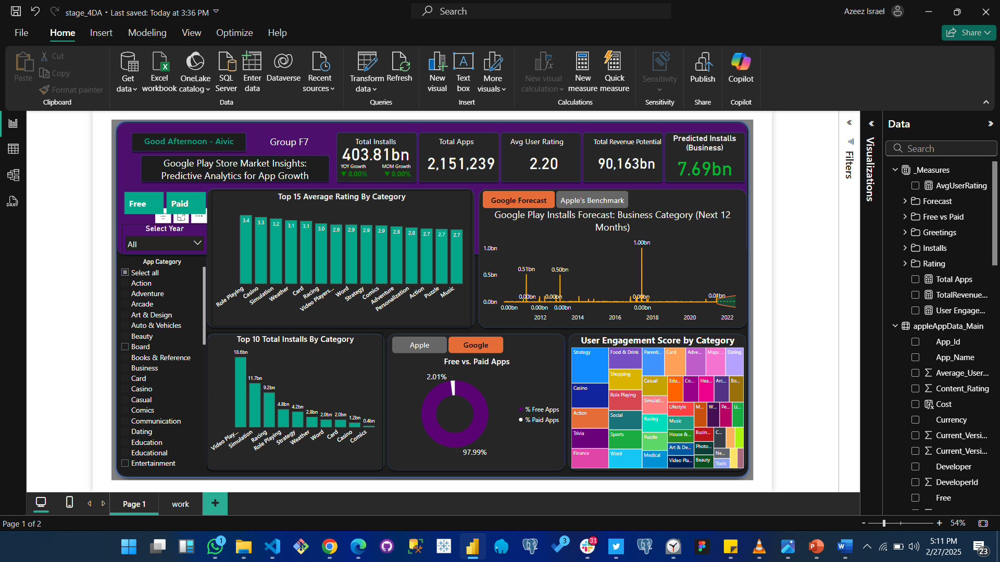 stage_4DA • Last saved: Today at 3:36 PM
Search
Azeez Israel
File
Home
Insert
Modeling
View
Optimize
Help
Share
Paste
Cut
Copy
Format painter
Clipboard
Get data
Excel workbook
OneLake catalog
SQL Server
Enter data
Dataverse
Recent sources
Data
Transform data
Refresh
Queries
New visual
Text box
More visuals
Insert
New visual calculation
New measure
Quick measure
Calculations
Sensitivity
Sensitivity
Publish
Share
Copilot
Copilot
Good Afternoon - Aivic
Group F7
Google Play Store Market Insights:
Predictive Analytics for App Growth
Total Installs
403.81bn
YOY Growth
MOM Growth
▼0.00%
▼0.00%
Total Apps
2,151,239
Avg User Rating
2.20
Total Revenue Potential
90,163bn
Predicted Installs
(Business)
7.69bn
Free
Paid
Select Year
All
App Category
Select all
Action
Adventure
Arcade
Art & Design
Auto & Vehicles
Beauty
Board
Books & Reference
Business
Card
Casino
Casual
Comics
Communication
Dating
Education
Educational
Entertainment
Top 15 Average Rating By Category
3.4
3.3
3.2
3.1
3.1
3.0
2.9
2.9
2.9
2.9
2.8
2.8
2.7
2.7
2.7
Role Playing
Casino
Simulation
Weather
Card
Racing
Video Players...
Word
Strategy
Comics
Adventure
Personalization
Action
Puzzle
Music
Google Forecast
Apple's Benchmark
Google Play Installs Forecast: Business Category (Next 12
Months)
1.00bn
1.0bn
0.51bn
0.50bn
0.5bn
0.00bn
0.00bn
0.00bn
0.01bn
0.0bn
0.00bn
0.00bn
0.00bn
0.00bn
2012
2014
2016
2018
2020
2022
Top 10 Total Installs By Category
18.6bn
11.7bn
9.2bn
4.8bn
4.2bn
2.8bn
2.0bn
2.0bn
1.2bn
0.4bn
Video Play...
Simulation
Racing
Role Playing
Strategy
Weather
Word
Card
Casino
Comics
Apple
Google
Free vs. Paid Apps
2.01%
97.99%
% Free Apps
% Paid Apps
User Engagement Score by Category
Strategy
Casino
Action
Trivia
Finance
Food & Drink
Shopping
Role Playing
Social
Sports
Word
Parenti...
Casual
Simulati...
Racing
Puzzle
Medical
Card
Adve...
Maps ...
Dating
Edu...
Co...
Hea...
Arc...
Bo...
Lifestyle
Music
House &...
Art & De...
Video Pla...
M...
W...
Pe...
Li...
Busin...
Photo...
Beauty
C...
Ne...
Tools
Filters
Visualizations
Data
Search
_Measures
AvgUserRating
Forecast
Free vs Paid
Greetings
Installs
Rating
Total Apps
TotalRevenue...
User Engage...
appleAppData_Main
App_Id
App_Name
Average_User...
Content_Rating
Cost
Currency
Current_Versi...
Current_Versi...
Developer
DeveloperId
Free
Page 1
work
Page 1 of 2
- + 54%
1
3
31
5:11 PM
2/27/2025
23